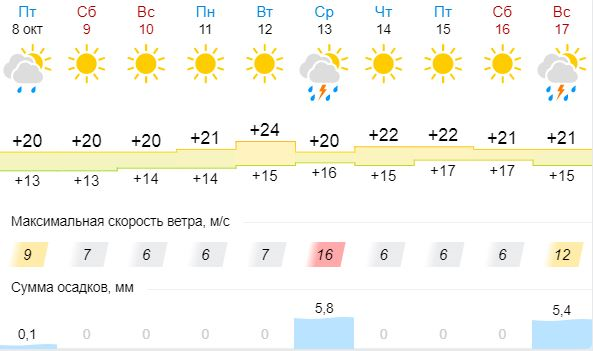 Пт Сб Вс Пн Вт Ср Чт Пт Сб Вс
8 окт 9 10 11 12 13 14 15 16 17
+20 +20 +20 +21 +24 +20 +22 +22 +21 +21
+13 +13 +14 +14 +15 +16 +15 +17 +17 +15
Максимальная скорость ветра, м/с
9 7 6 6 7 16 6 6 6 12
Сумма осадков, мм
0,1 0 0 0 0 5,8 0 0 0 5,4